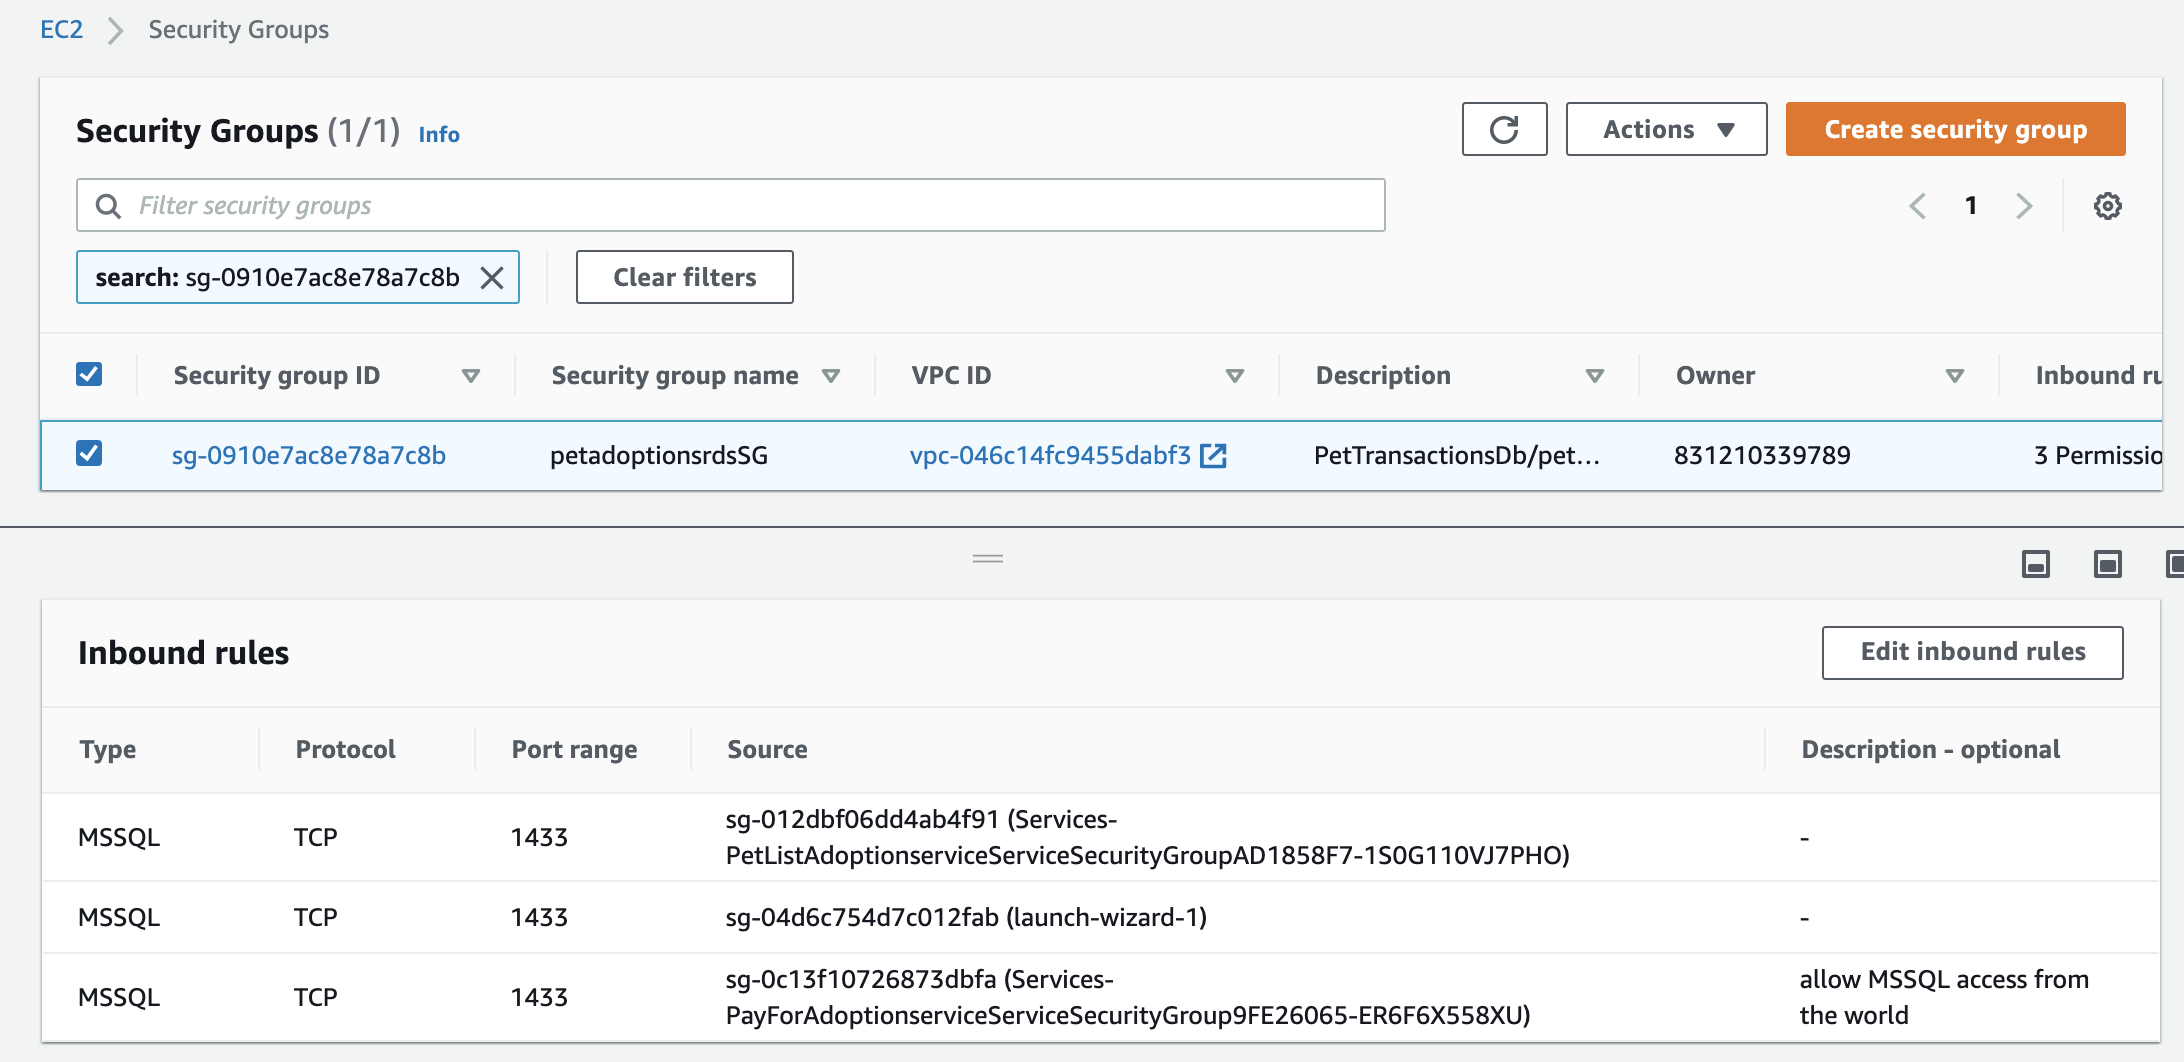 EC2 Security Groups
Security Groups (1/1) Info
Actions
Create security group
Filter security groups
1
search: sg-0910e7ac8e78a7c8b
Clear filters
Security group ID Security group name VPC ID Description Owner Inbound ru
sg-0910e7ac8e78a7c8b petadoptionsrdsSG vpc-046c14fc9455dabf3 PetTransactionsDb/pet... 831210339789 3 Permissio
Inbound rules
Edit inbound rules
Type Protocol Port range Source Description - optional
MSSQL TCP 1433 sg-012dbf06dd4ab4f91 (Services-
PetListAdoptionserviceServiceSecurityGroupAD1858F7-1S0G110VJ7PHO) -
MSSQL TCP 1433 sg-04d6c754d7c012fab (launch-wizard-1) -
MSSQL TCP 1433 sg-0c13f10726873dbfa (Services-
PayForAdoptionserviceServiceSecurityGroup9FE26065-ER6F6X558XU)
allow MSSQL access from
the world